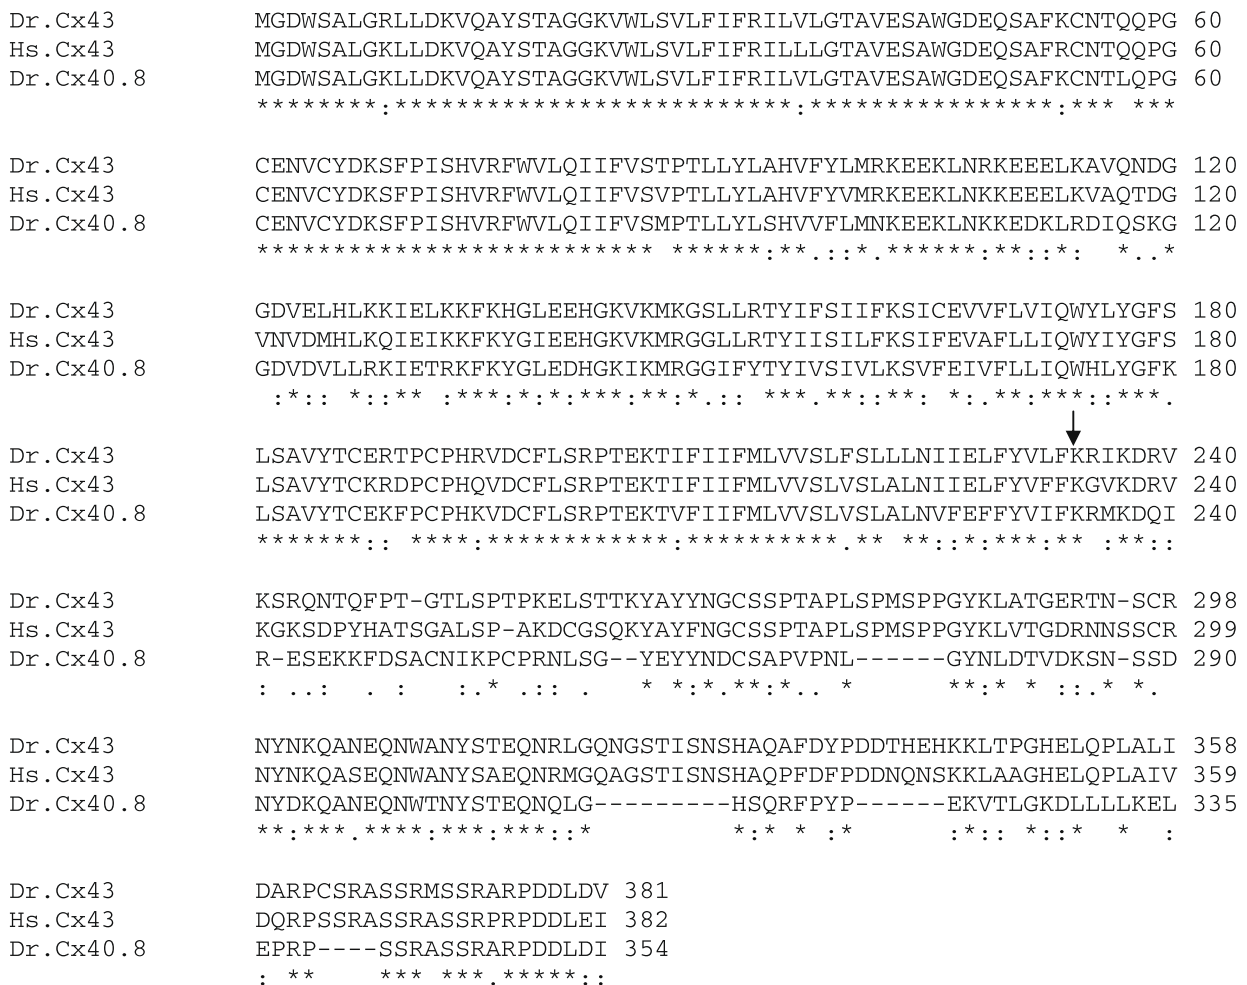 Dr.Cx43 MGDWSALGRLLDKVQAYSTAGGKVWLSVLFIFRILVLGTAVESAWGDEQSAFKCNTQQPG 60
Hs.Cx43 MGDWSALGKLLDKVQAYSTAGGKVWLSVLFIFRILLLGTAVESAWGDEQSAFRCNTQQPG 60
Dr.Cx40.8 MGDWSALGKLLDKVQAYSTAGGKVWLSVLFIFRILVLGTAVESAWGDEQSAFKCNTLQPG 60
********:**************************:****************:*** ***
Dr.Cx43 CENVCYDKSFPISHVRFWVLQIIFVSTPTLLYLAHVFYLMRKEEKLNRKEEELKAVQNDG 120
Hs.Cx43 CENVCYDKSFPISHVRFWVLQIIFVSVPTLLYLAHVFYVMRKEEKLNKKEEELKVAQTDG 120
Dr.Cx40.8 CENVCYDKSFPISHVRFWVLQIIFVSMPTLLYLSHVVFLMNKEEKLNKKEDKLRDIQSKG 120
************************** ******:**.::*.******:**::*:  *..*
Dr.Cx43 GDVELHLKKIELKKFKHGLEEHGKVKMKGSLLRTYIFSIIFKSICEVVFLVIQWYLYGFS 180
Hs.Cx43 VNVDMHLKQIEIKKFKYGIEEHGKVKMRGGLLRTYIISILFKSIFEVAFLLIQWYIYGFS 180
Dr.Cx40.8 GDVDVLLRKIETRKFKYGLEDHGKIKMRGGIFYTYIVSIVLKSVFEIVFLLIQWHLYGFK 180
:*:: *::** :***:*:*:***:**:*.:: ***.**::**: *:.**:***::***.
Dr.Cx43 LSAVYTCERTPCPHRVDCFLSRPTEKTIFIIFMLVVSLFSLLLNIIELFYVLFKRIKDRV 240
Hs.Cx43 LSAVYTCKRDPCPHQVDCFLSRPTEKTIFIIFMLVVSLVSLALNIIELFYVFFKGVKDRV 240
Dr.Cx40.8 LSAVYTCEKFPCPHKVDCFLSRPTEKTVFIIFMLVVSLVSLALNVFEFFYVIFKRMKDQI 240
*******:: ****:************:**********.** **::*:***:** :**::
Dr.Cx43 KSRQNTQFPT-GTLSPTPKELSTTKYAYYNGCSSPTAPLSPMSPPGYKLATGERTN-SCR 298
Hs.Cx43 KGKSDPYHATSGALSP-AKDCGSQKYAYFNGCSSPTAPLSPMSPPGYKLVTGDRNNSSCR 299
Dr.Cx40.8 R-ESEKKFDSACNIKPCPRNLSG--YEYYNDCSAPVPNL------GYNLDTVDKSN-SSD 290
: ..:  . :   :.* .:: .   * *:*.**:*.. *      **:* * ::.* *.
Dr.Cx43 NYNKQANEQNWANYSTEQNRLGQNGSTISNSHAQAFDYPDDTHEHKKLTPGHELQPLALI 358
Hs.Cx43 NYNKQASEQNWANYSAEQNRMGQAGSTISNSHAQPFDFPDDNQNSKKLAAGHELQPLAIV 359
Dr.Cx40.8 NYDKQANEQNWTNYSTEQNQLG---------HSQRFPYP------EKVTLGKDLLLLKEL 335
**:***.****:***:***::*         *:* * :*      :*:: *::*  *  :
Dr.Cx43 DARPCSRASSRMSSRARPDDLDV 381
Hs.Cx43 DQRPSSRASSRASSRPRPDDLEI 382
Dr.Cx40.8 EPRP----SSRASSRARPDDLDI 354
: **    *** ***.*****::